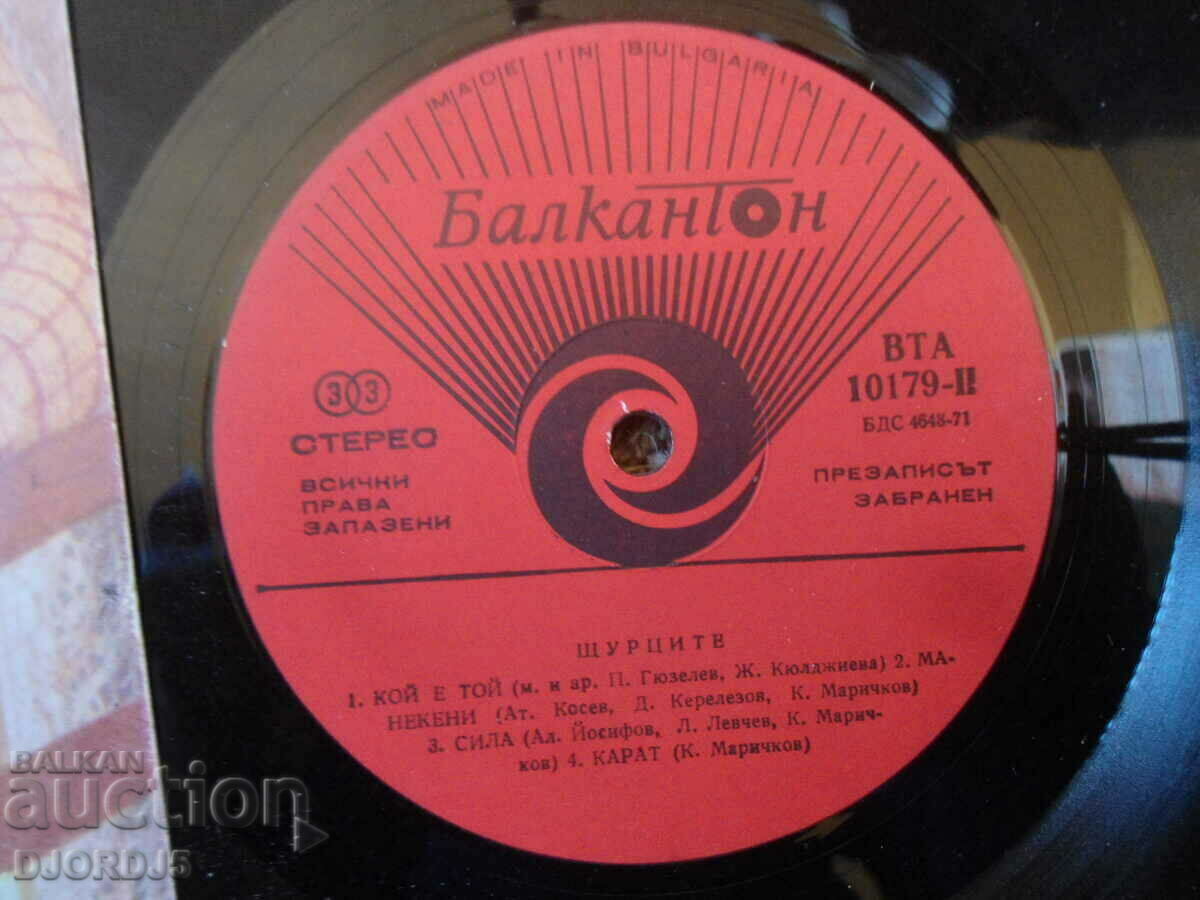 MADE IN BULGARIA
Балкантон
33
СТЕРЕО
ВСИЧКИ
ПРАВА
ЗАПАЗЕНИ
ВТА
10179-II
БДС 4648-71
ПРЕЗАПИСЪТ
ЗАБРАНЕН
ЩУРЦИТЕ
1. КОЙ Е ТОЙ (м. и ар. П. Гюзелев, Ж. Кюлджиева) 2. МА-
НЕКЕНИ (Ат. Косев, Д. Керелезов, К. Маричков)
3. СИЛА (Ал. Йосифов, Л. Левчев, К. Марич-
ков) 4. КАРАТ (К. Маричков)
BALKAN
auction
DJORDJ5